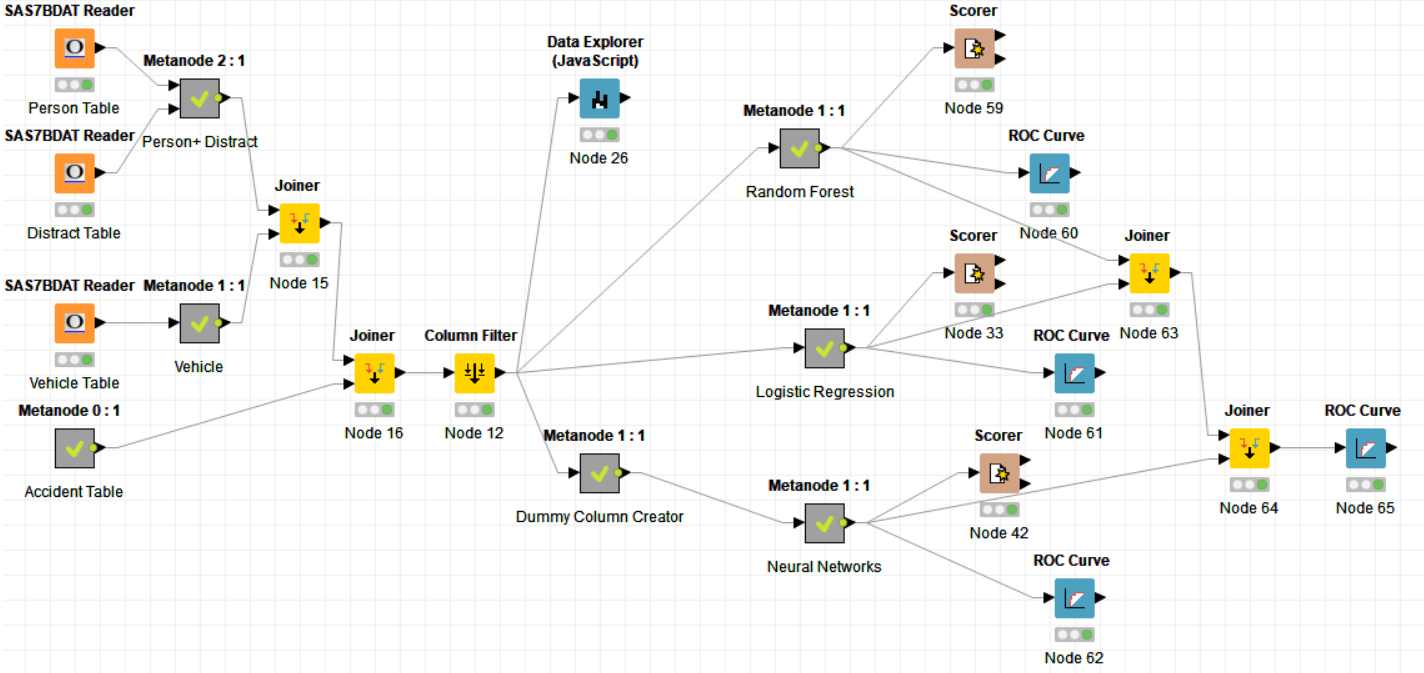 SAS7BDAT Reader
Person Table
Metanode 2 : 1
Person+ Distract
SAS7BDAT Reader
Distract Table
Joiner
Node 15
SAS7BDAT Reader
Vehicle Table
Metanode 1 : 1
Vehicle
Metanode 0 : 1
Accident Table
Joiner
Node 16
Column Filter
Node 12
Data Explorer
(JavaScript)
Node 26
Metanode 1 : 1
Dummy Column Creator
Metanode 1 : 1
Random Forest
Scorer
Node 59
ROC Curve
Node 60
Metanode 1 : 1
Logistic Regression
Scorer
Node 33
ROC Curve
Node 61
Joiner
Node 63
Metanode 1 : 1
Neural Networks
Scorer
Node 42
ROC Curve
Node 62
Joiner
Node 64
ROC Curve
Node 65